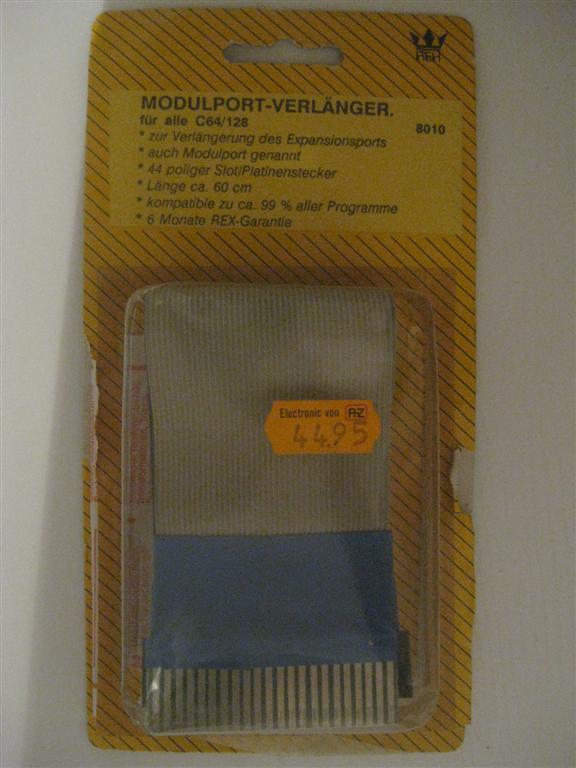 REX
MODULPORT-VERLÄNGER.
für alle C64/128
8010
* zur Verlängerung des Expansionsports
* auch Modulport genannt
* 44 poliger Slot/Platinenstecker
* Länge ca. 60 cm
* kompatible zu ca. 99 % aller Programme
* 6 Monate REX-Garantie
Electronic von A-Z
44.95